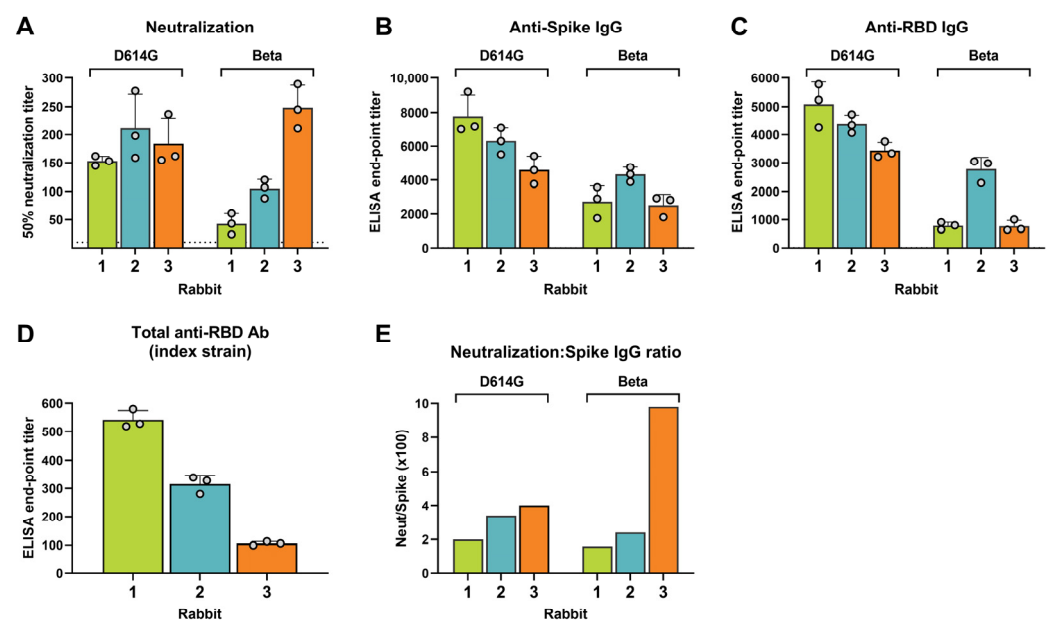 A
Neutralization
D614G
Beta
50% neutralization titer
300
250
200
150
100
50
1
2
3
1
2
3
Rabbit
B
Anti-Spike IgG
D614G
Beta
ELISA end-point titer
10,000
8000
6000
4000
2000
0
1
2
3
1
2
3
Rabbit
C
Anti-RBD IgG
D614G
Beta
ELISA end-point titer
6000
5000
4000
3000
2000
1000
0
1
2
3
1
2
3
Rabbit
D
Total anti-RBD Ab
(index strain)
ELISA end-point titer
600
500
400
300
200
100
0
1
2
3
Rabbit
E
Neutralization:Spike IgG ratio
D614G
Beta
Neut/Spike (x100)
10
8
6
4
2
0
1
2
3
1
2
3
Rabbit